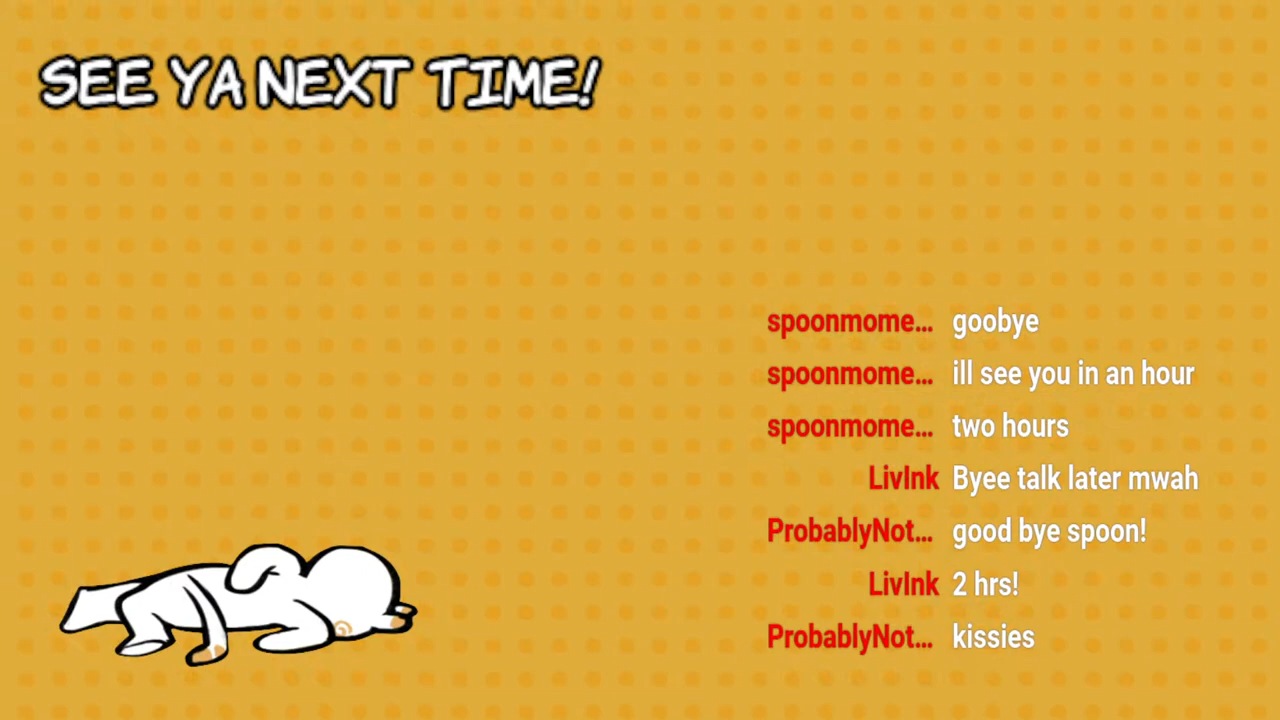 SEE YA NEXT TIME!
spoonmome… goobye
spoonmome… ill see you in an hour
spoonmome… two hours
LivInk Byee talk later mwah
ProbablyNot… good bye spoon!
LivInk 2 hrs!
ProbablyNot… kissies